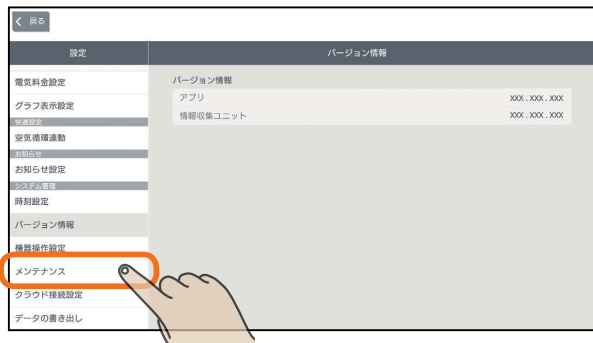 戻る
設定
バージョン情報
電気料金設定
グラフ表示設定
快適設定
空気循環連動
お知らせ
お知らせ設定
システム管理
時刻設定
バージョン情報
機器操作設定
メンテナンス
クラウド接続設定
データの書き出し
バージョン情報
アプリ XXX.XXX.XXX
情報収集ユニット XXX.XXX.XXX